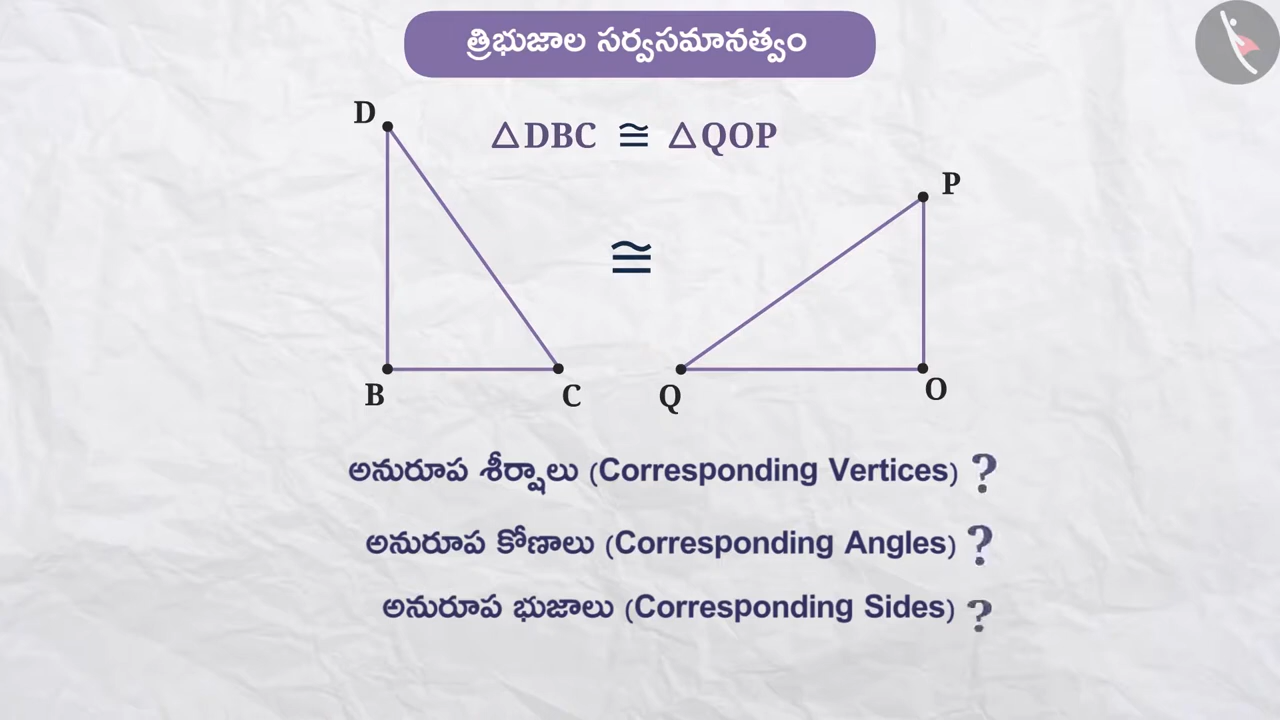 త్రిభుజాల సర్వసమానత్వం
D
△DBC ≅ △QOP
P
≅
B
C
Q
O
అనురూప శీర్షాలు (Corresponding Vertices) ?
అనురూప కోణాలు (Corresponding Angles) ?
అనురూప భుజాలు (Corresponding Sides) ?